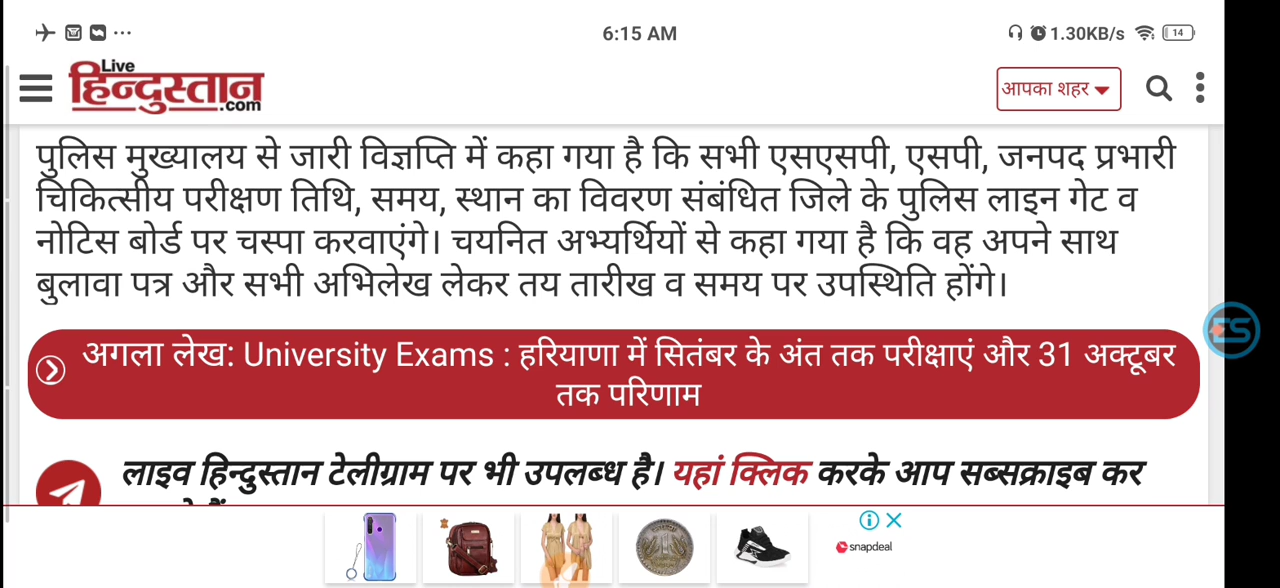 6:15 AM
1.30KB/s
14
Live
हिन्दुस्तान
.com
आपका शहर
पुलिस मुख्यालय से जारी विज्ञप्ति में कहा गया है कि सभी एसएसपी, एसपी, जनपद प्रभारी
चिकित्सीय परीक्षण तिथि, समय, स्थान का विवरण संबंधित जिले के पुलिस लाइन गेट व
नोटिस बोर्ड पर चस्पा करवाएंगे। चयनित अभ्यर्थियों से कहा गया है कि वह अपने साथ
बुलावा पत्र और सभी अभिलेख लेकर तय तारीख व समय पर उपस्थिति होंगे।
अगला लेख: University Exams : हरियाणा में सितंबर के अंत तक परीक्षाएं और 31 अक्टूबर
तक परिणाम
लाइव हिन्दुस्तान टेलीग्राम पर भी उपलब्ध है। यहां क्लिक करके आप सब्सक्राइब कर
ES
snapdeal